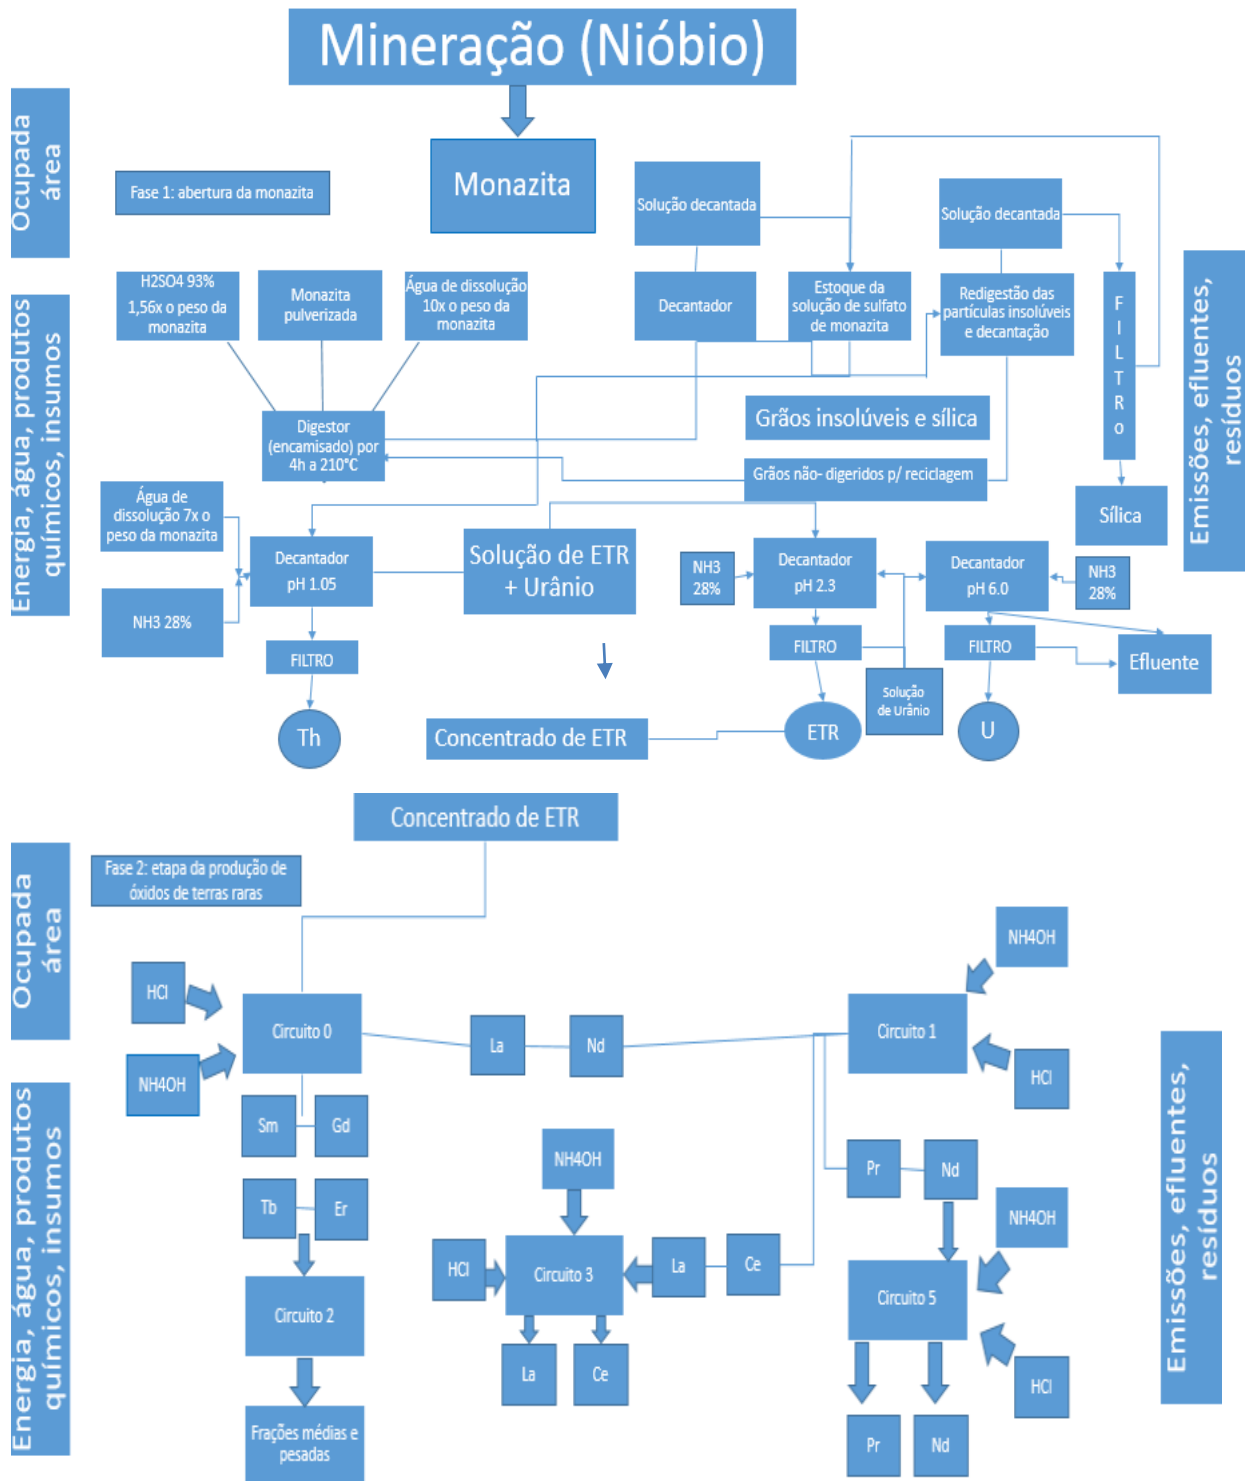 Mineração (Nióbio)
Ocupada
área
Monazita
Fase 1: abertura da monazita
Solução decantada
Solução decantada
Energia, água, produtos
químicos, insumos
H2SO4 93%
1,56x o peso da
monazita
Monazita
pulverizada
Água de dissolução
10x o peso da
monazita
Decantador
Estoque da
solução de sulfato
de monazita
Redigestão das
partículas insolúveis
e decantação
FILTRo
Emissões, efluentes,
resíduos
Digestor
(encamisado) por
4h a 210°C
Grãos insolúveis e sílica
Grãos não- digeridos p/ reciclagem
Sílica
Água de
dissolução 7x o
peso da monazita
NH3 28%
Decantador
pH 1.05
Solução de ETR
+ Urânio
NH3
28%
Decantador
pH 2.3
Decantador
pH 6.0
NH3
28%
FILTRO
FILTRO
FILTRO
Efluente
Solução
de Urânio
Th
Concentrado de ETR
ETR
U
Concentrado de ETR
Ocupada
área
Fase 2: etapa da produção de
óxidos de terras raras
NH4OH
HCl
Circuito 0
La
Nd
Circuito 1
NH4OH
HCl
Energia, água, produtos
químicos, insumos
Emissões, efluentes,
resíduos
Sm
Gd
NH4OH
Pr
Nd
Tb
Er
NH4OH
HCl
Circuito 3
La
Ce
Circuito 2
Circuito 5
La
Ce
HCl
Frações médias e
pesadas
Pr
Nd